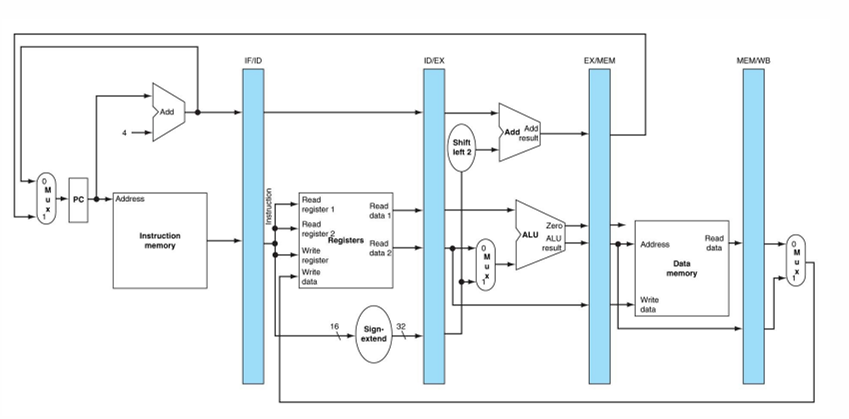 IF/ID
ID/EX
EX/MEM
MEM/WB
Add
4
Shift
left 2
Add
Add
result
0
M
u
x
1
PC
Address
Instruction
memory
Instruction
Read
register 1
Read
register 2
Registers
Write
register
Write
data
Read
data 1
Read
data 2
16
Sign-
extend
32
0
M
u
x
1
ALU
Zero
ALU
result
Address
Read
data
Data
memory
Write
data
0
M
u
x
1